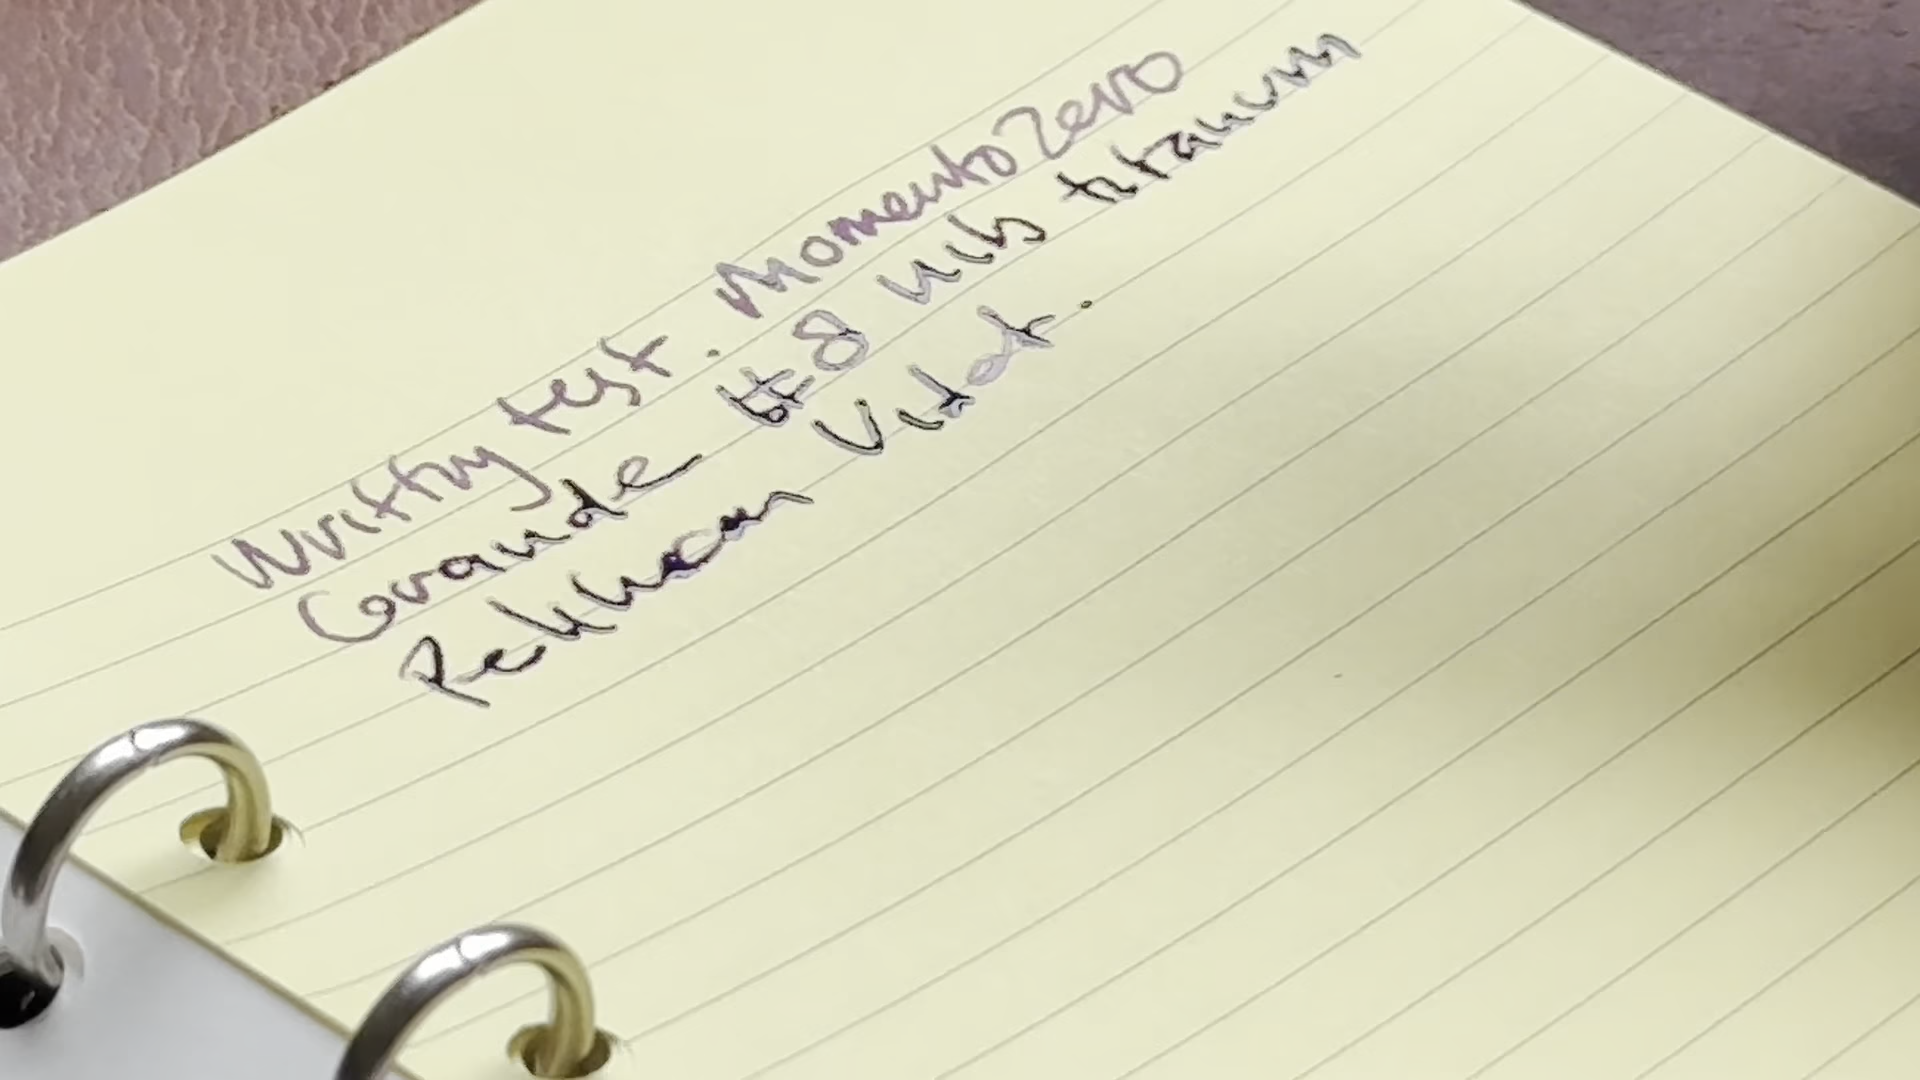 Writing test. Momento Zero
Grande #8 nib titanium
Pelikan Violet.